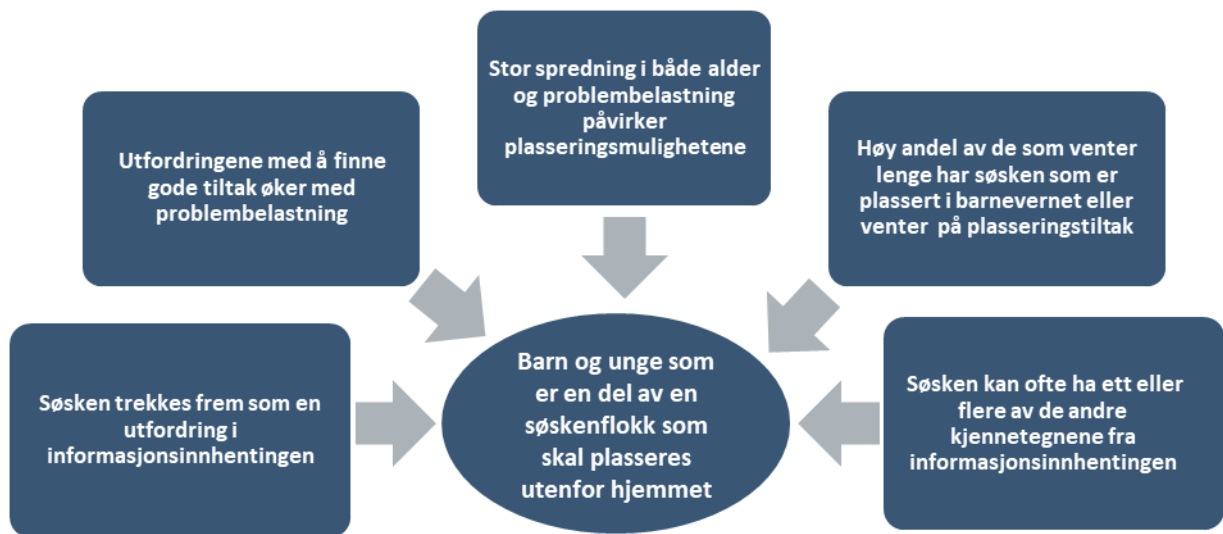 Stor spredning i både alder
og problembelastning
påvirker
plasseringsmulighetene
Utfordringene med å finne
gode tiltak øker med
problembelastning
Høy andel av de som venter
lenge har søsken som er
plassert i barnevernet eller
venter på plasseringstiltak
Søsken trekkes frem som en
utfordring i
informasjonsinnhentingen
Barn og unge som
er en del av en
søskenflokk som
skal plasseres
utenfor hjemmet
Søsken kan ofte ha ett eller
flere av de andre
kjennetegnene fra
informasjonsinnhentingen